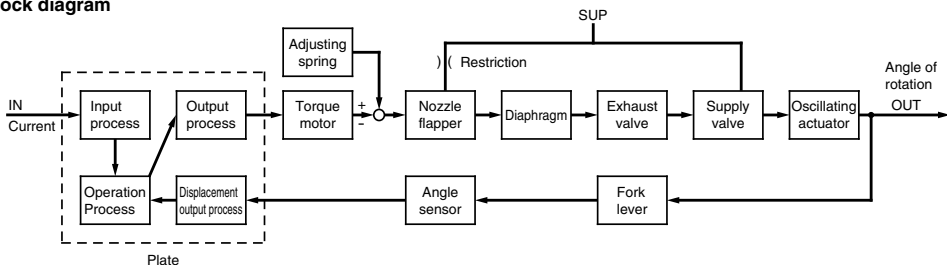 ock diagram
SUP
Adjusting
spring
)( Restriction
Angle of
rotation
IN
OUT
Current
Input
process
Output
process
Torque
motor
+
-
Nozzle
flapper
Diaphragm
Exhaust
valve
Supply
valve
Oscillating
actuator
Operation
Process
Displacement
output process
Angle
sensor
Fork
lever
Plate